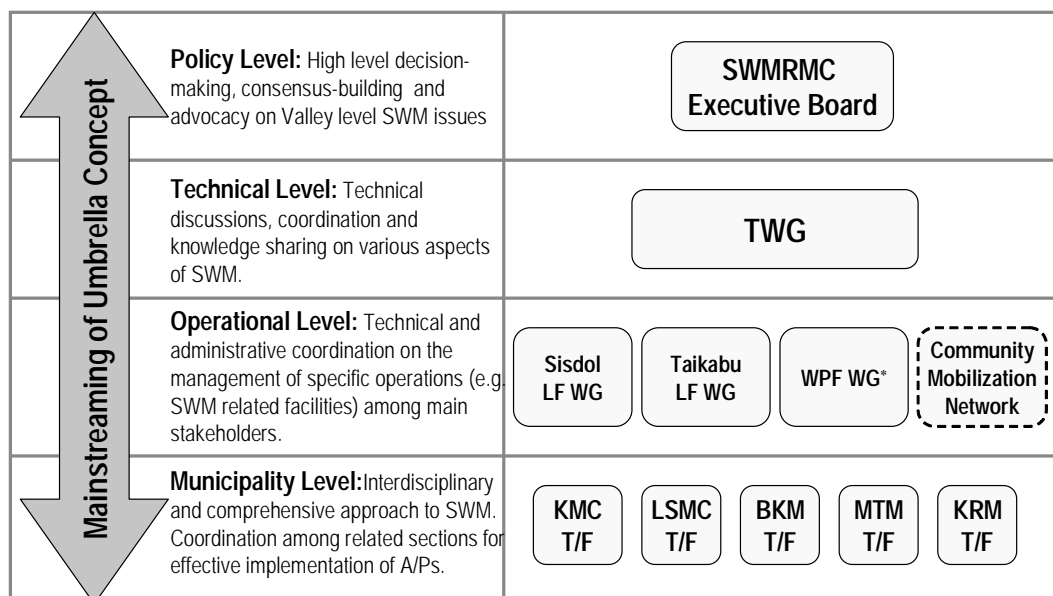 Mainstreaming of Umbrella Concept
Policy Level: High level decision-
making, consensus-building and
advocacy on Valley level SWM issues
SWMRMC
Executive Board
Technical Level: Technical
discussions, coordination and
knowledge sharing on various aspects
of SWM.
TWG
Operational Level: Technical and
administrative coordination on the
management of specific operations (e.g.
SWM related facilities) among main
stakeholders.
Sisdol
LF WG
Taikabu
LF WG
WPF WG*
Community
Mobilization
Network
Municipality Level:Interdisciplinary
and comprehensive approach to SWM.
Coordination among related sections for
effective implementation of A/Ps.
KMC
T/F
LSMC
T/F
BKM
T/F
MTM
T/F
KRM
T/F